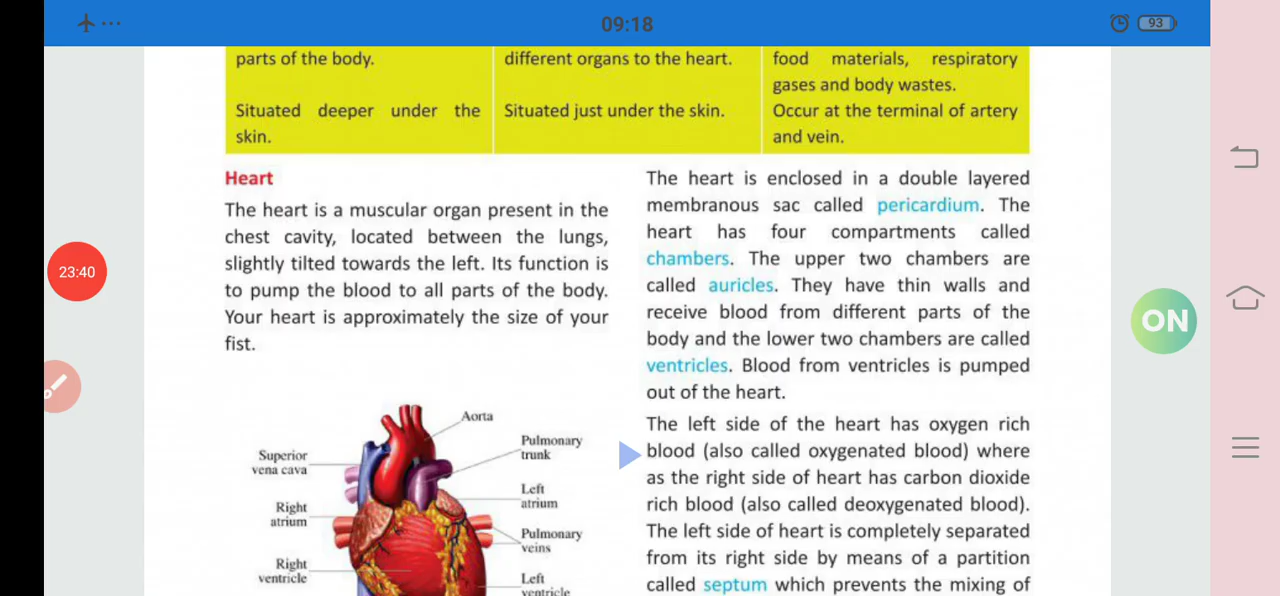 09:18
93
parts of the body.
Situated deeper under the
skin.
different organs to the heart.
Situated just under the skin.
food materials, respiratory
gases and body wastes.
Occur at the terminal of artery
and vein.
Heart
The heart is a muscular organ present in the
chest cavity, located between the lungs,
slightly tilted towards the left. Its function is
to pump the blood to all parts of the body.
Your heart is approximately the size of your
fist.
Aorta
Pulmonary
trunk
Superior
vena cava
Left
atrium
Right
atrium
Pulmonary
veins
Right
ventricle
Left
ventricle
The heart is enclosed in a double layered
membranous sac called pericardium. The
heart has four compartments called
chambers. The upper two chambers are
called auricles. They have thin walls and
receive blood from different parts of the
body and the lower two chambers are called
ventricles. Blood from ventricles is pumped
out of the heart.
The left side of the heart has oxygen rich
blood (also called oxygenated blood) where
as the right side of heart has carbon dioxide
rich blood (also called deoxygenated blood).
The left side of heart is completely separated
from its right side by means of a partition
called septum which prevents the mixing of
23:40
ON